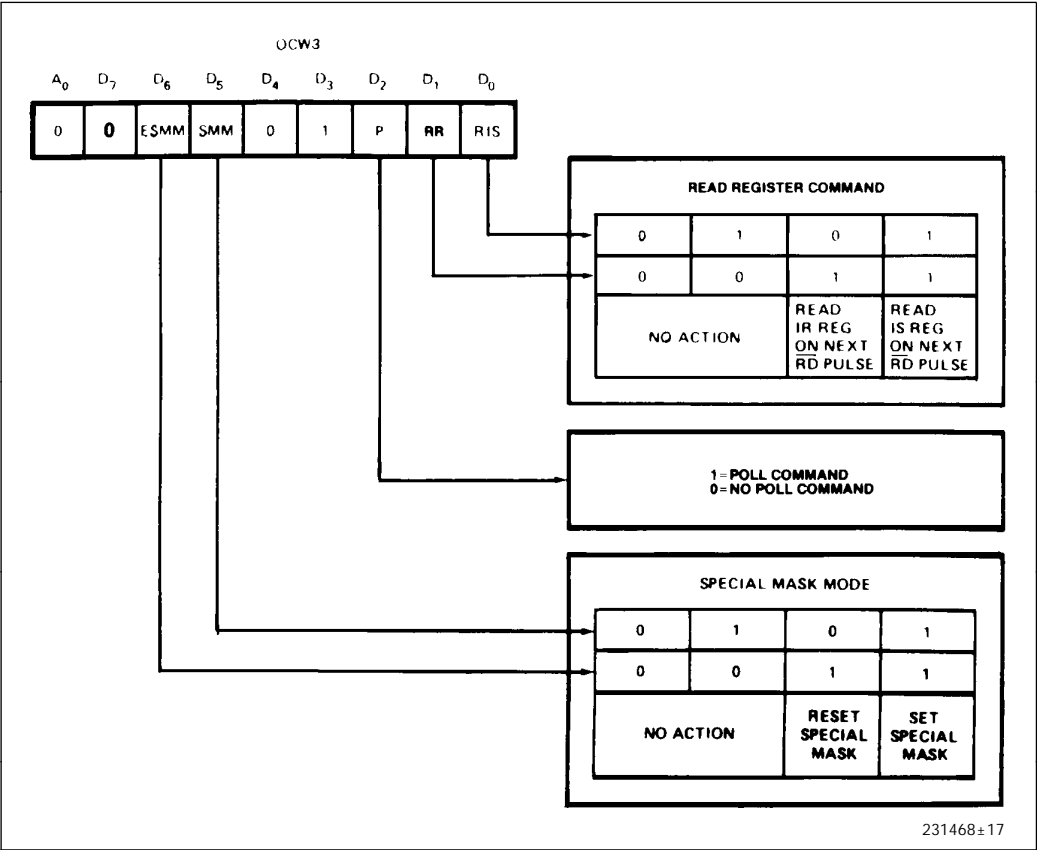 OCW3
A0 D7 D6 D5 D4 D3 D2 D1 D0
0 0 ESMM SMM 0 1 P RR RIS
READ REGISTER COMMAND
0 1 0 1
0 0 1 1
NO ACTION
READ
IR REG
ON NEXT
R̅D̅ PULSE
READ
IS REG
ON NEXT
R̅D̅ PULSE
1 = POLL COMMAND
0 = NO POLL COMMAND
SPECIAL MASK MODE
0 1 0 1
0 0 1 1
NO ACTION
RESET
SPECIAL
MASK
SET
SPECIAL
MASK
231468±17